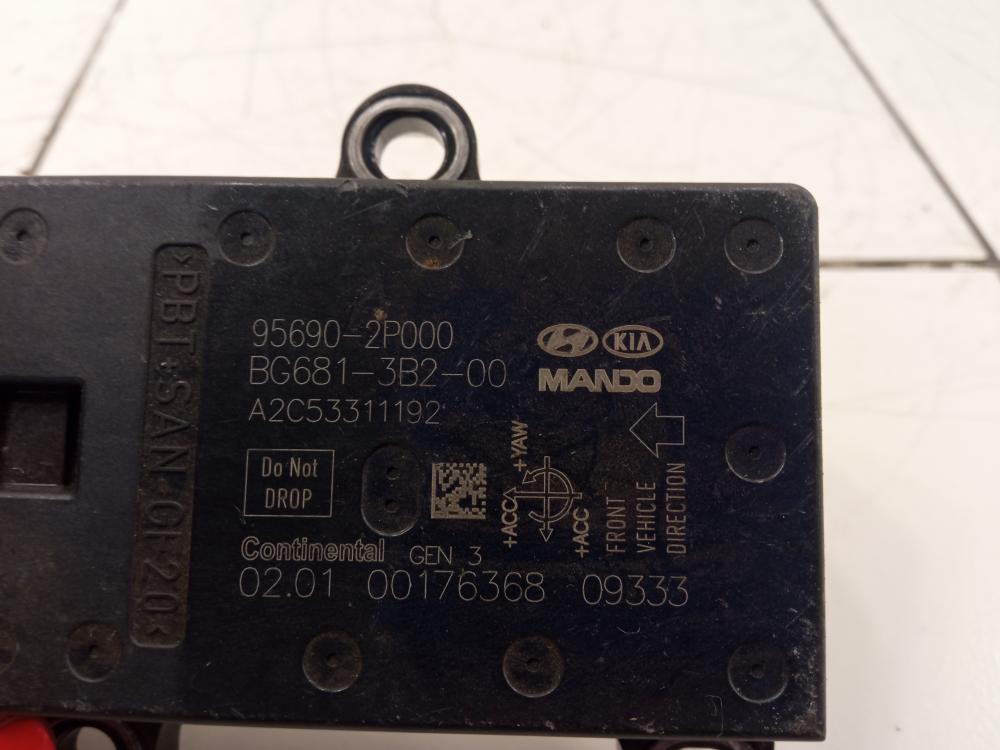 95690-2P000
BG681-3B2-00
A2C53311192
KIA
MANDO
Do Not
DROP
+YAW
+ACC
+ACC
FRONT
VEHICLE
DIRECTION
Continental GEN 3
02.01 00176368 09333
>PBT+SAN-GF20<